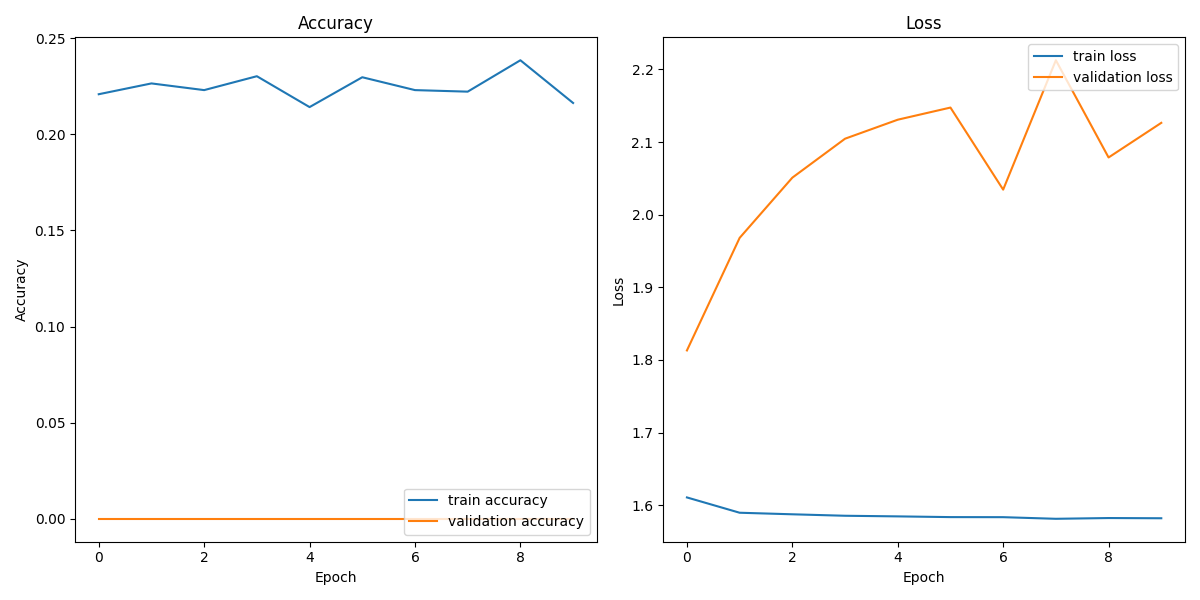 Accuracy
0.25
0.20
0.15
0.10
0.05
0.00
Accuracy
train accuracy
validation accuracy
0 2 4 6 8
Epoch
Loss
2.2
2.1
2.0
1.9
1.8
1.7
1.6
Loss
train loss
validation loss
0 2 4 6 8
Epoch